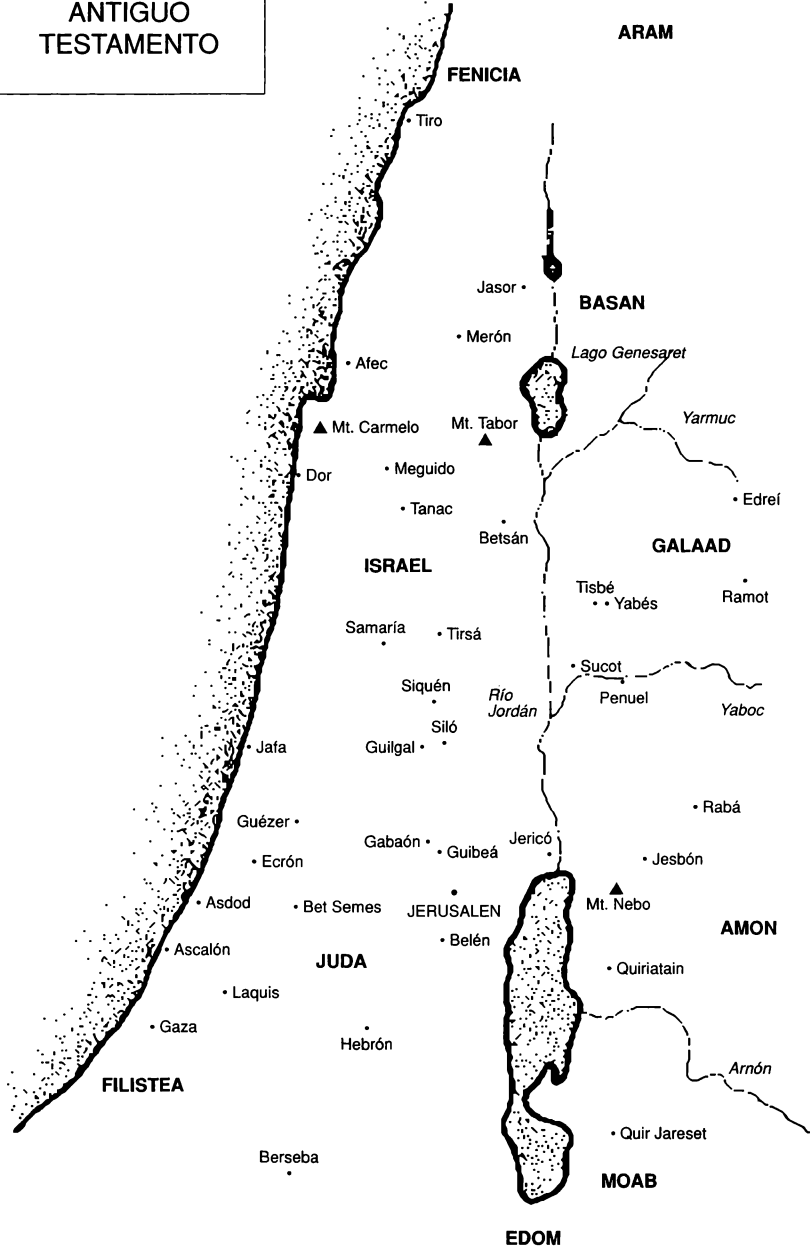 ANTIGUO
TESTAMENTO
ARAM
FENICIA
Tiro
Jasor
BASAN
Merón
Lago Genesaret
Afec
Mt. Carmelo
Mt. Tabor
Yarmuc
Dor
Meguido
Edreí
Tanac
Betsán
GALAAD
ISRAEL
Tisbé
Yabés
Ramot
Samaría
Tirsá
Sucot
Siquén
Río
Jordán
Penuel
Yaboc
Siló
Jafa
Guilgal
Rabá
Guézer
Gabaón
Guibeá
Jericó
Ecrón
Jesbón
Asdod
Bet Semes
JERUSALEN
Mt. Nebo
AMON
Belén
Ascalón
JUDA
Quiriatain
Laquis
Gaza
Hebrón
Arnón
FILISTEA
Quir Jareset
Berseba
MOAB
EDOM